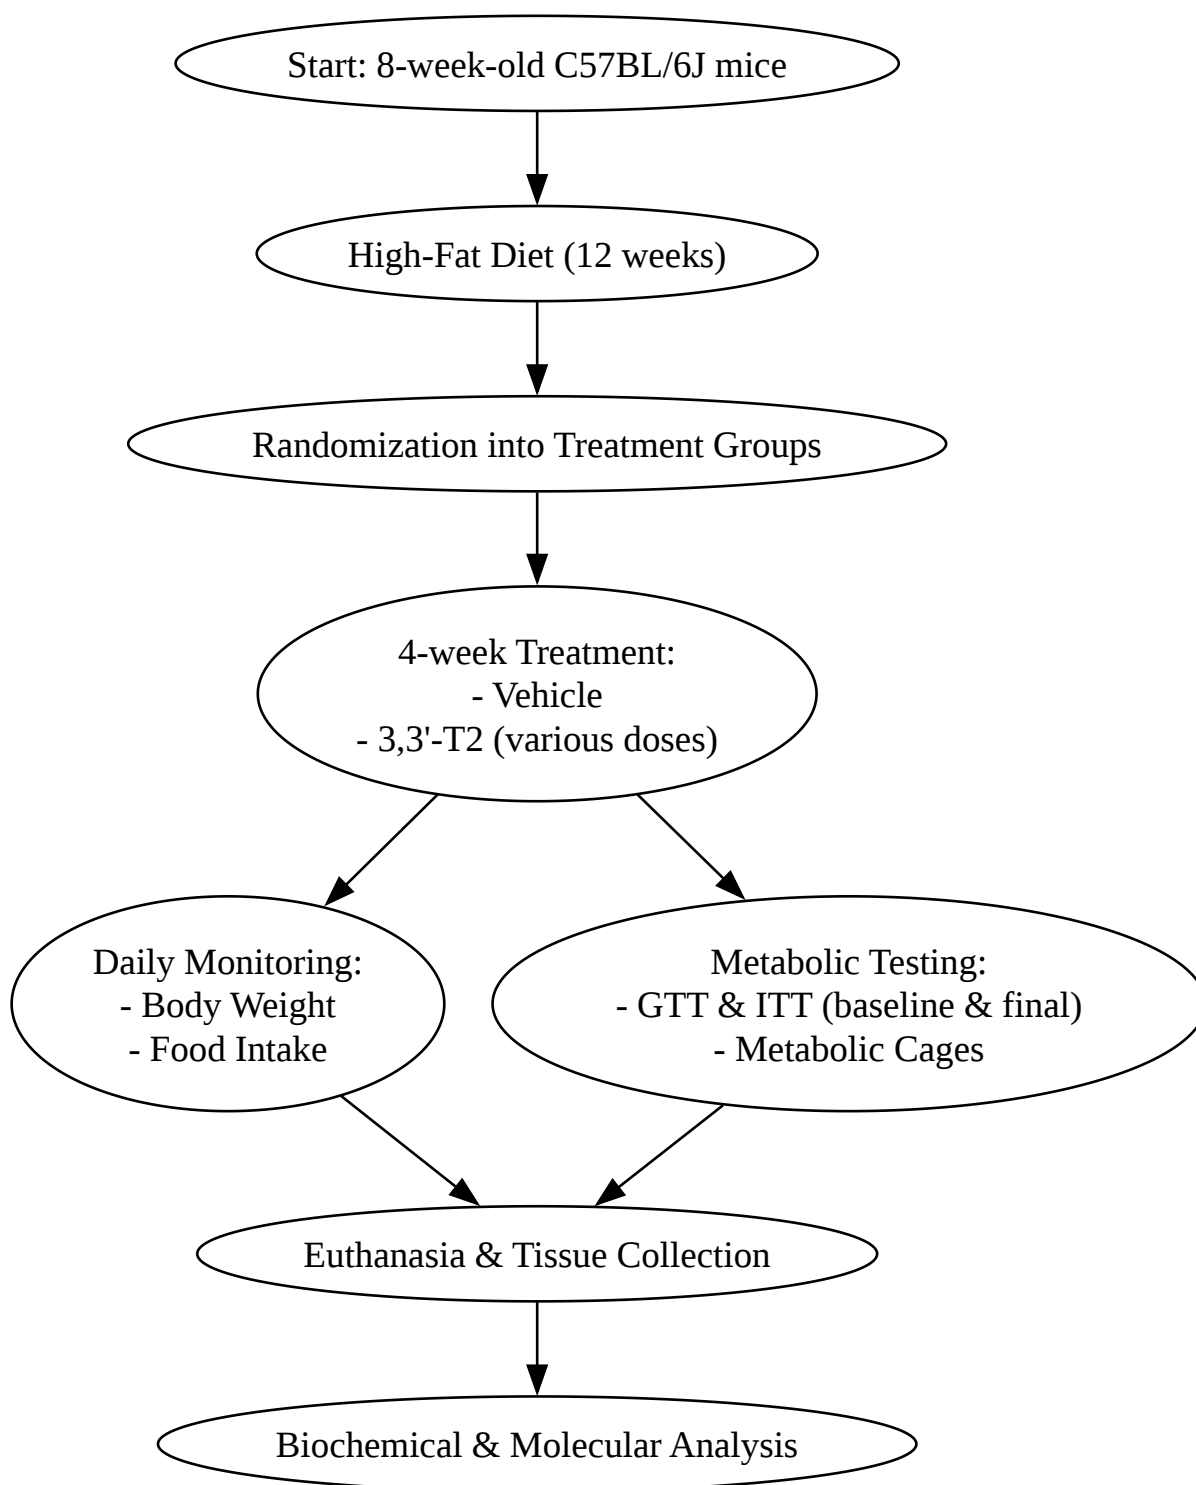 Start: 8-week-old C57BL/6J mice
High-Fat Diet (12 weeks)
Randomization into Treatment Groups
4-week Treatment:
- Vehicle
- 3,3'-T2 (various doses)
Daily Monitoring:
- Body Weight
- Food Intake
Metabolic Testing:
- GTT & ITT (baseline & final)
- Metabolic Cages
Euthanasia & Tissue Collection
Biochemical & Molecular Analysis